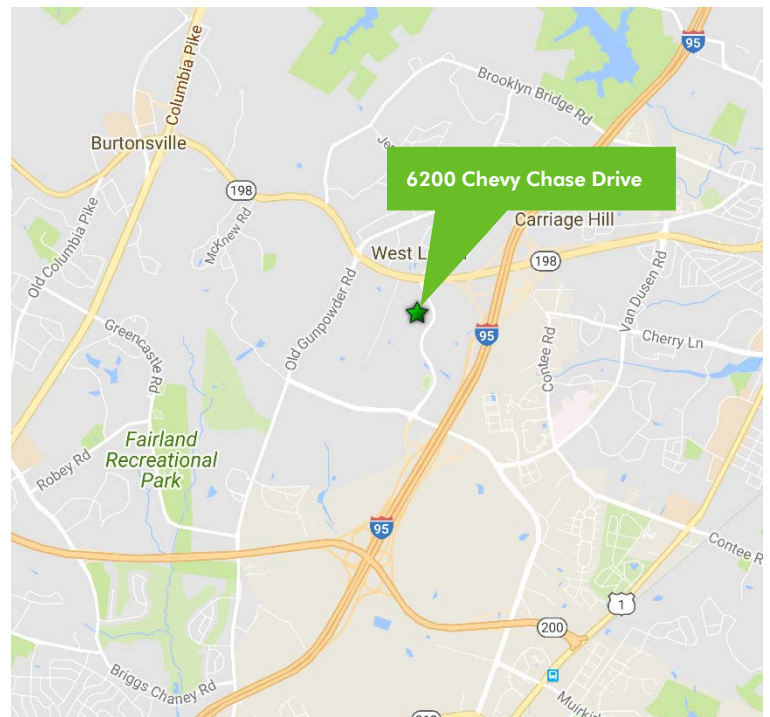 95
Columbia Pike
Brooklyn Bridge Rd
Burtonsville
6200 Chevy Chase Drive
198
McKnew Rd
Carriage Hill
West
198
Old Columbia Pike
Old Gunpowder Rd
Van Dusen Rd
95
Greencastle Rd
Contee Rd
Cherry Ln
Fairland
Recreational
Park
Robey Rd
95
Contee
1
200
Briggs Chaney Rd